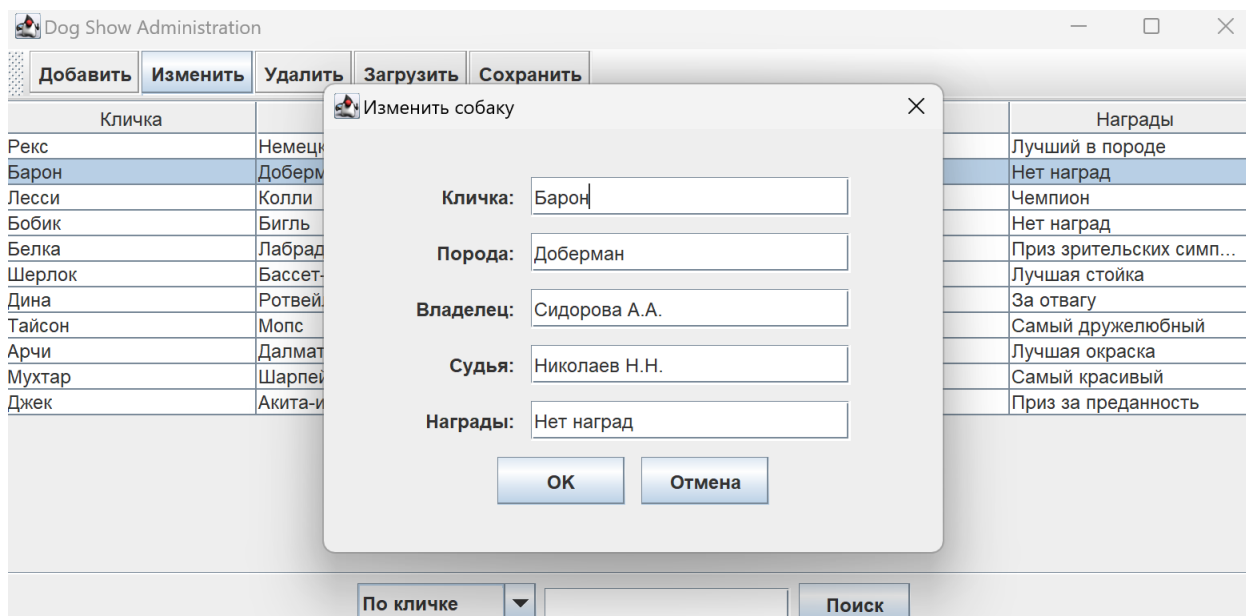 Dog Show Administration
Добавить Изменить Удалить Загрузить Сохранить
Изменить собаку
Кличка Награды
Рекс Немецк Лучший в породе
Барон Доберм Нет наград
Лесси Колли Чемпион
Бобик Бигль Нет наград
Белка Лабрад Приз зрительских симп...
Шерлок Бассет- Лучшая стойка
Дина Ротвей За отвагу
Тайсон Мопс Самый дружелюбный
Арчи Далмат Лучшая окраска
Мухтар Шарпей Самый красивый
Джек Акита-и Приз за преданность
Кличка: Барон
Порода: Доберман
Владелец: Сидорова А.А.
Судья: Николаев Н.Н.
Награды: Нет наград
OK Отмена
По кличке Поиск